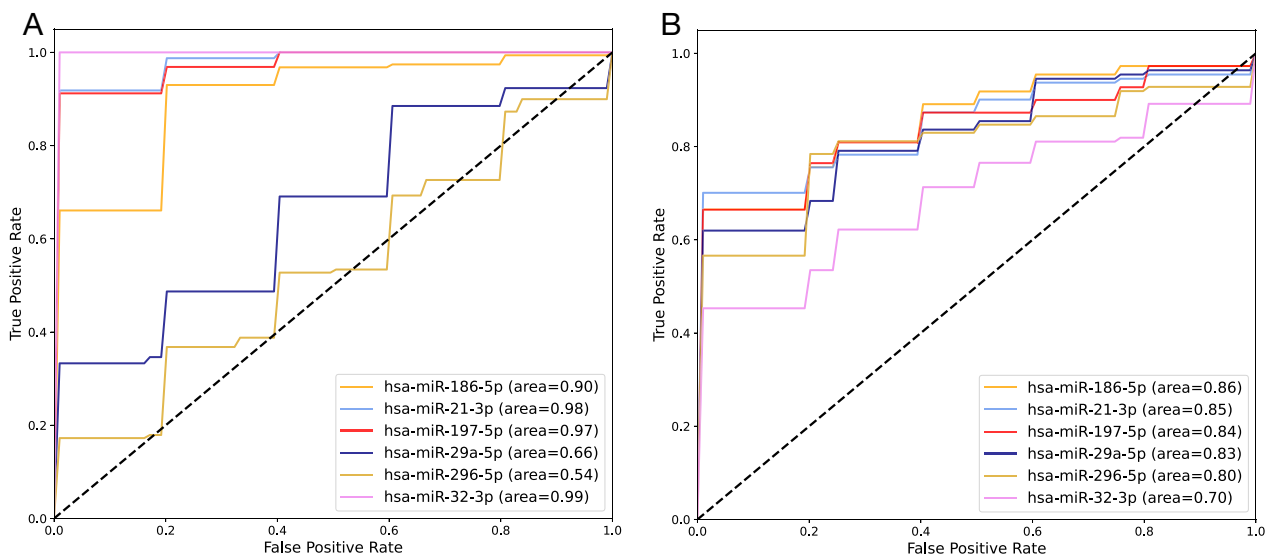 A
1.0
0.8
0.6
0.4
0.2
0.0
True Positive Rate
0.0 0.2 0.4 0.6 0.8 1.0
False Positive Rate
hsa-miR-186-5p (area=0.90)
hsa-miR-21-3p (area=0.98)
hsa-miR-197-5p (area=0.97)
hsa-miR-29a-5p (area=0.66)
hsa-miR-296-5p (area=0.54)
hsa-miR-32-3p (area=0.99)
B
1.0
0.8
0.6
0.4
0.2
0.0
True Positive Rate
0.0 0.2 0.4 0.6 0.8 1.0
False Positive Rate
hsa-miR-186-5p (area=0.86)
hsa-miR-21-3p (area=0.85)
hsa-miR-197-5p (area=0.84)
hsa-miR-29a-5p (area=0.83)
hsa-miR-296-5p (area=0.80)
hsa-miR-32-3p (area=0.70)